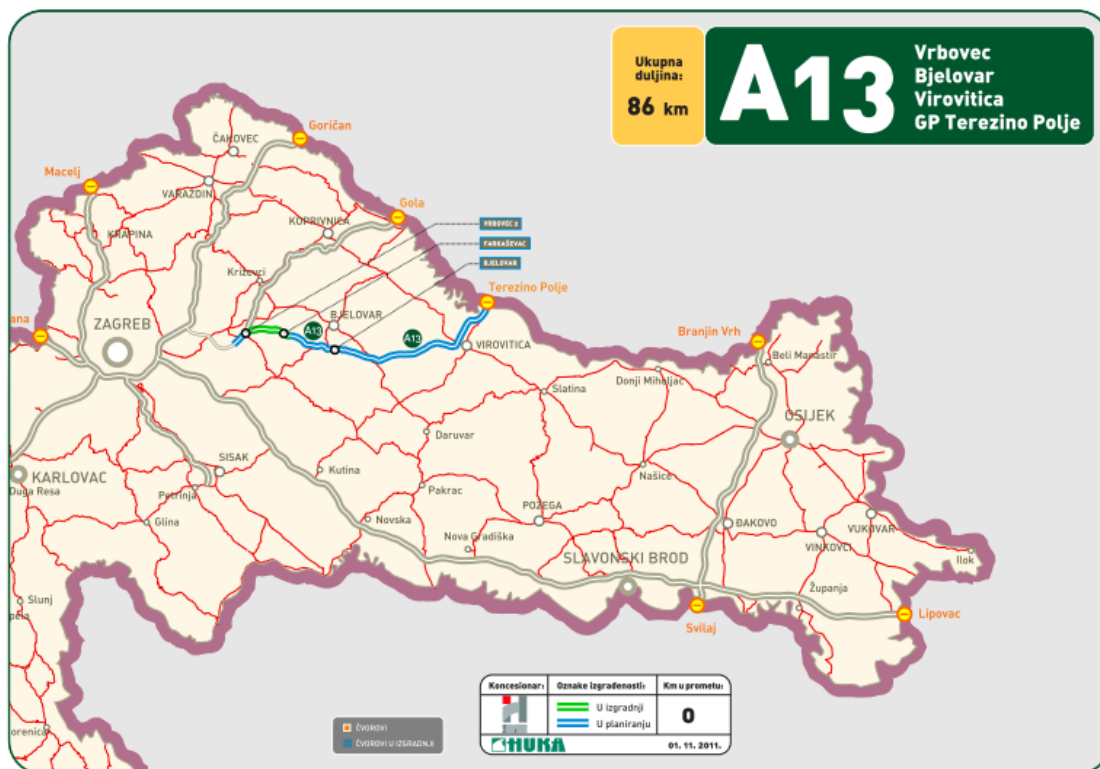 Ukupna
duljina:
86 km
A13
Vrbovec
Bjelovar
Virovitica
GP Terezino Polje
Goričan
ČAKOVEC
Macelj
VARAŽDIN
Gola
KOPRIVNICA
VRBOVEC 2
KRAPINA
FARKAŠEVAC
Križevci
BJELOVAR
Terezino Polje
BJELOVAR
ana
ZAGREB
A13
A13
VIROVITICA
Branjin Vrh
Beli Manastir
Donji Miholjac
Slatina
OSIJEK
Daruvar
SISAK
Kutina
Našice
KARLOVAC
Duga Resa
Petrinja
Pakrac
POŽEGA
Glina
Novska
ĐAKOVO
VUKOVAR
Nova Gradiška
VINKOVCI
SLAVONSKI BROD
Ilok
Županja
Slunj
pela
Svilaj
Lipovac
orenica
ČVOROVI
ČVOROVI U IZGRADNJI
Koncesionar:
Oznake izgrađenosti:
Km u prometu:
U izgradnji
U planiranju
0
HUKA
01. 11. 2011.